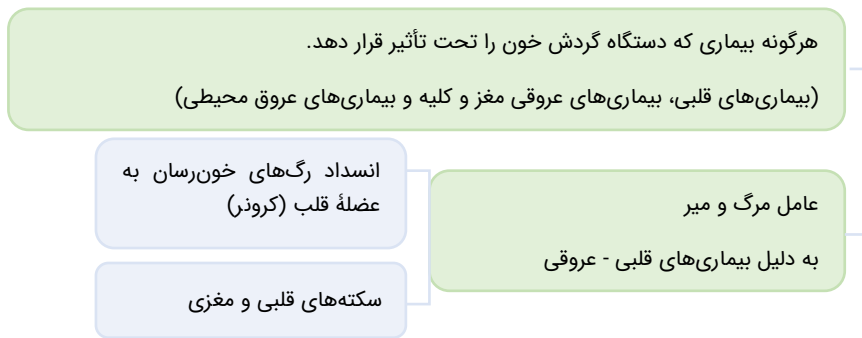 هرگونه بیماری که دستگاه گردش خون را تحت تأثیر قرار دهد.
(بیماری‌های قلبی، بیماری‌های عروقی مغز و کلیه و بیماری‌های عروق محیطی)
عامل مرگ و میر
به دلیل بیماری‌های قلبی - عروقی
انسداد رگ‌های خون‌رسان به
عضلهٔ قلب (کرونر)
سکته‌های قلبی و مغزی